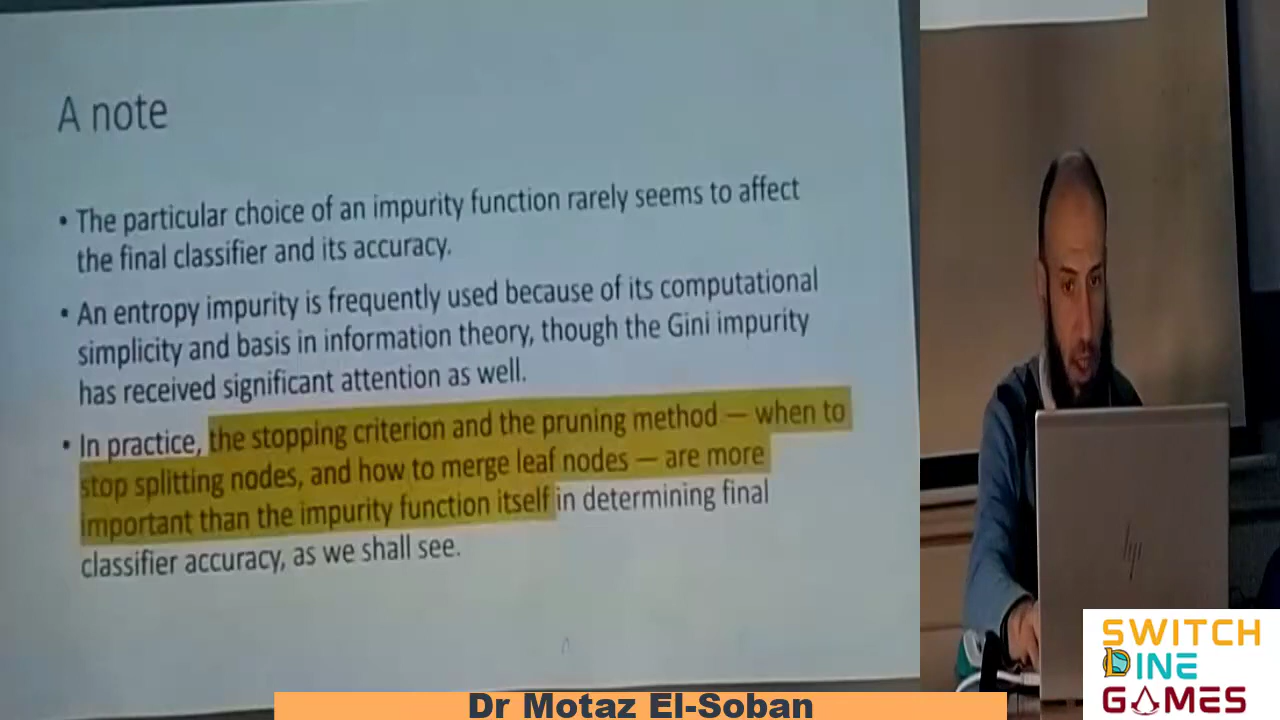 A note
• The particular choice of an impurity function rarely seems to affect
the final classifier and its accuracy.
• An entropy impurity is frequently used because of its computational
simplicity and basis in information theory, though the Gini impurity
has received significant attention as well.
• In practice, the stopping criterion and the pruning method — when to
stop splitting nodes, and how to merge leaf nodes — are more
important than the impurity function itself in determining final
classifier accuracy, as we shall see.
hp
SWITCH
DINE
GAMES
Dr Motaz El-Soban